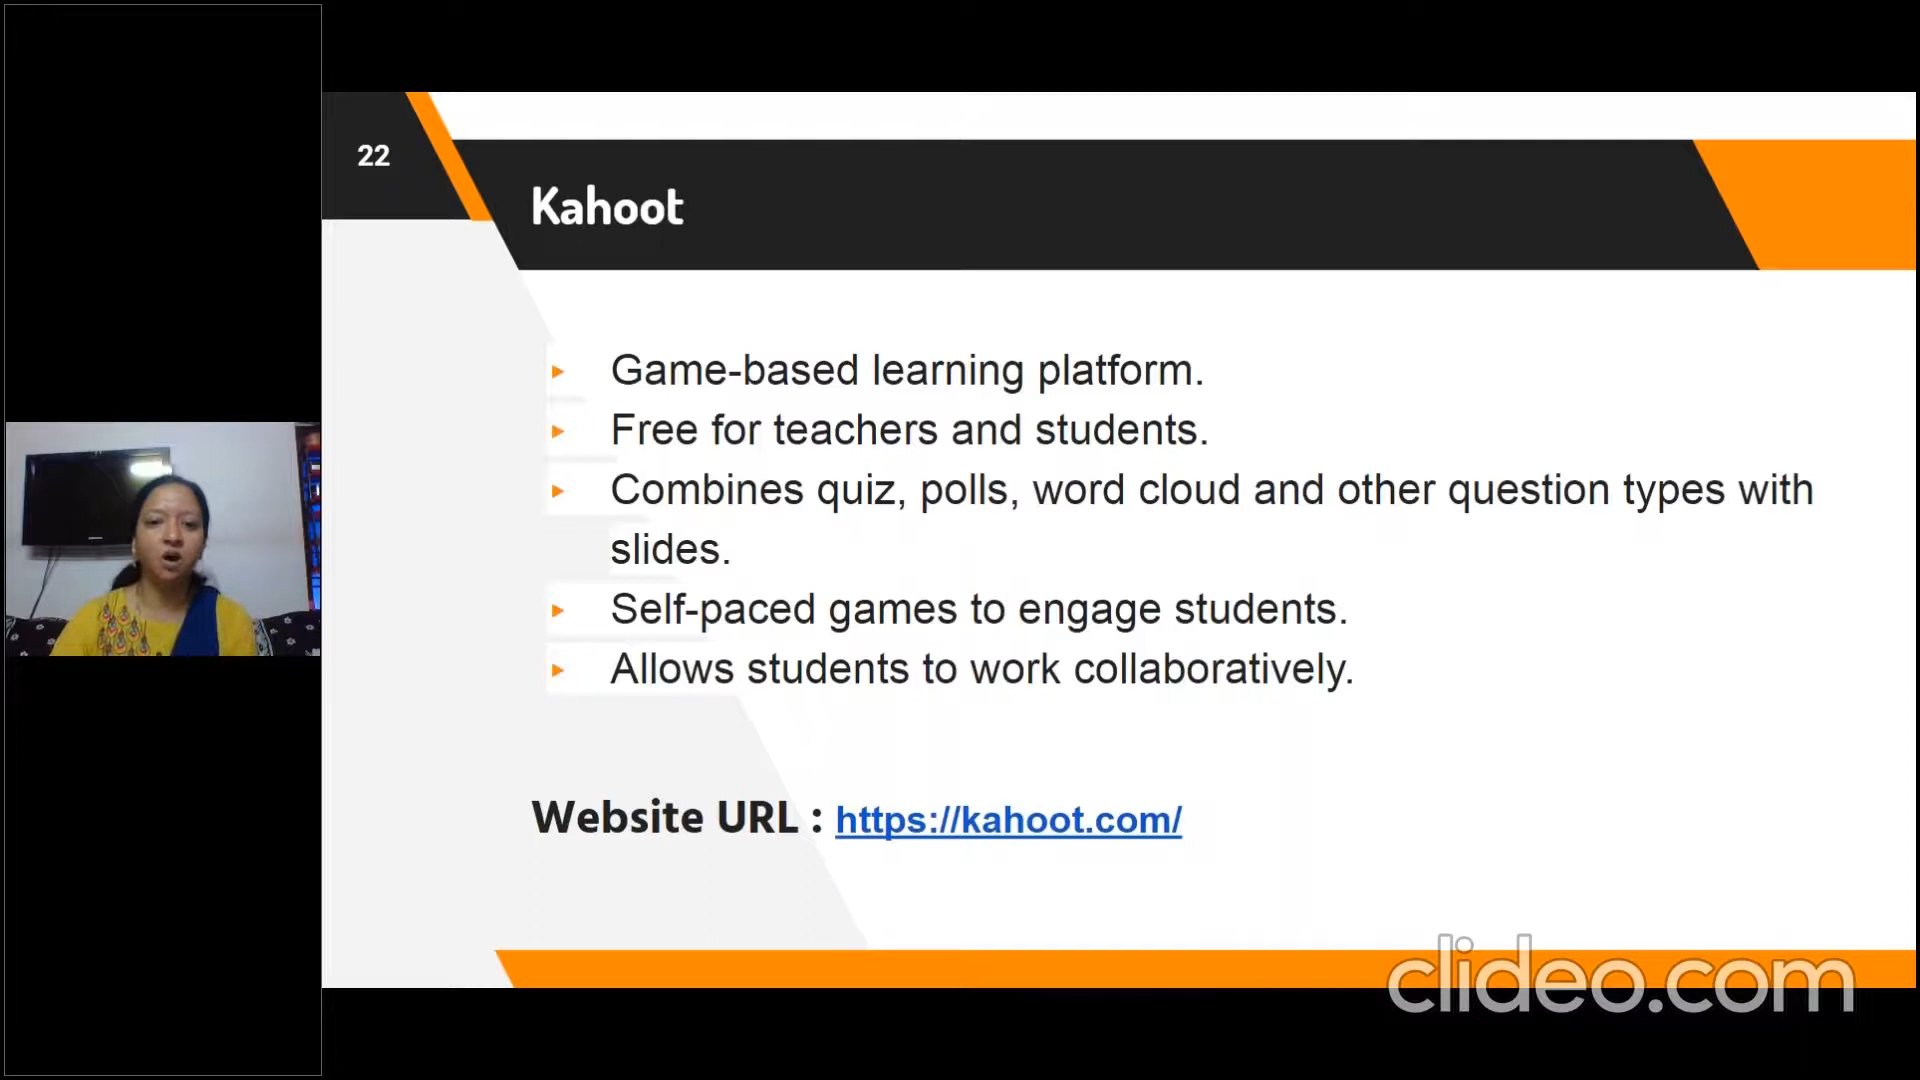 22
Kahoot
Game-based learning platform.
Free for teachers and students.
Combines quiz, polls, word cloud and other question types with
slides.
Self-paced games to engage students.
Allows students to work collaboratively.
Website URL : https://kahoot.com/
clideo.com